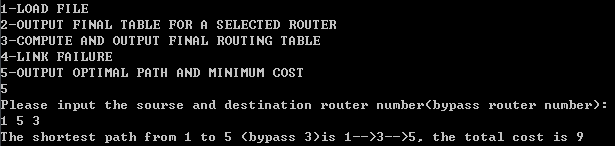 1-LOAD FILE
2-OUTPUT FINAL TABLE FOR A SELECTED ROUTER
3-COMPUTE AND OUTPUT FINAL ROUTING TABLE
4-LINK FAILURE
5-OUTPUT OPTIMAL PATH AND MINIMUM COST
5
Please input the sourse and destination router number(bypass router number):
1 5 3
The shortest path from 1 to 5 (bypass 3)is 1-->3-->5, the total cost is 9